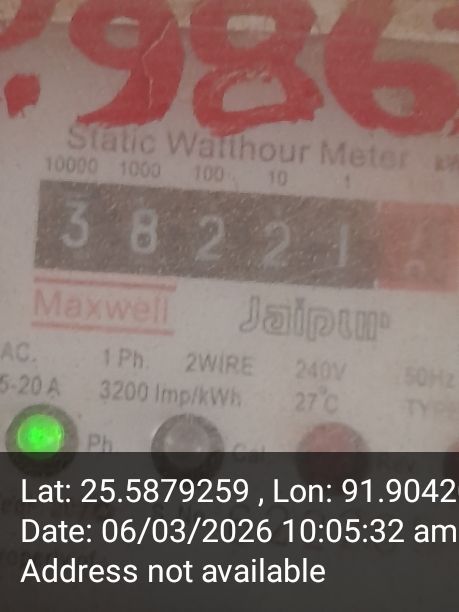 986
Static Watthour Meter
10000 1000 100 10 1
3 8 2 2 1
Maxwell Jaipur
AC. 1 Ph. 2WIRE 240V 50Hz
5-20 A 3200 Imp/kWh 27°C TYPE
Ph Cal Rev
Lat: 25.5879259 , Lon: 91.9042
Date: 06/03/2026 10:05:32 am
Address not available